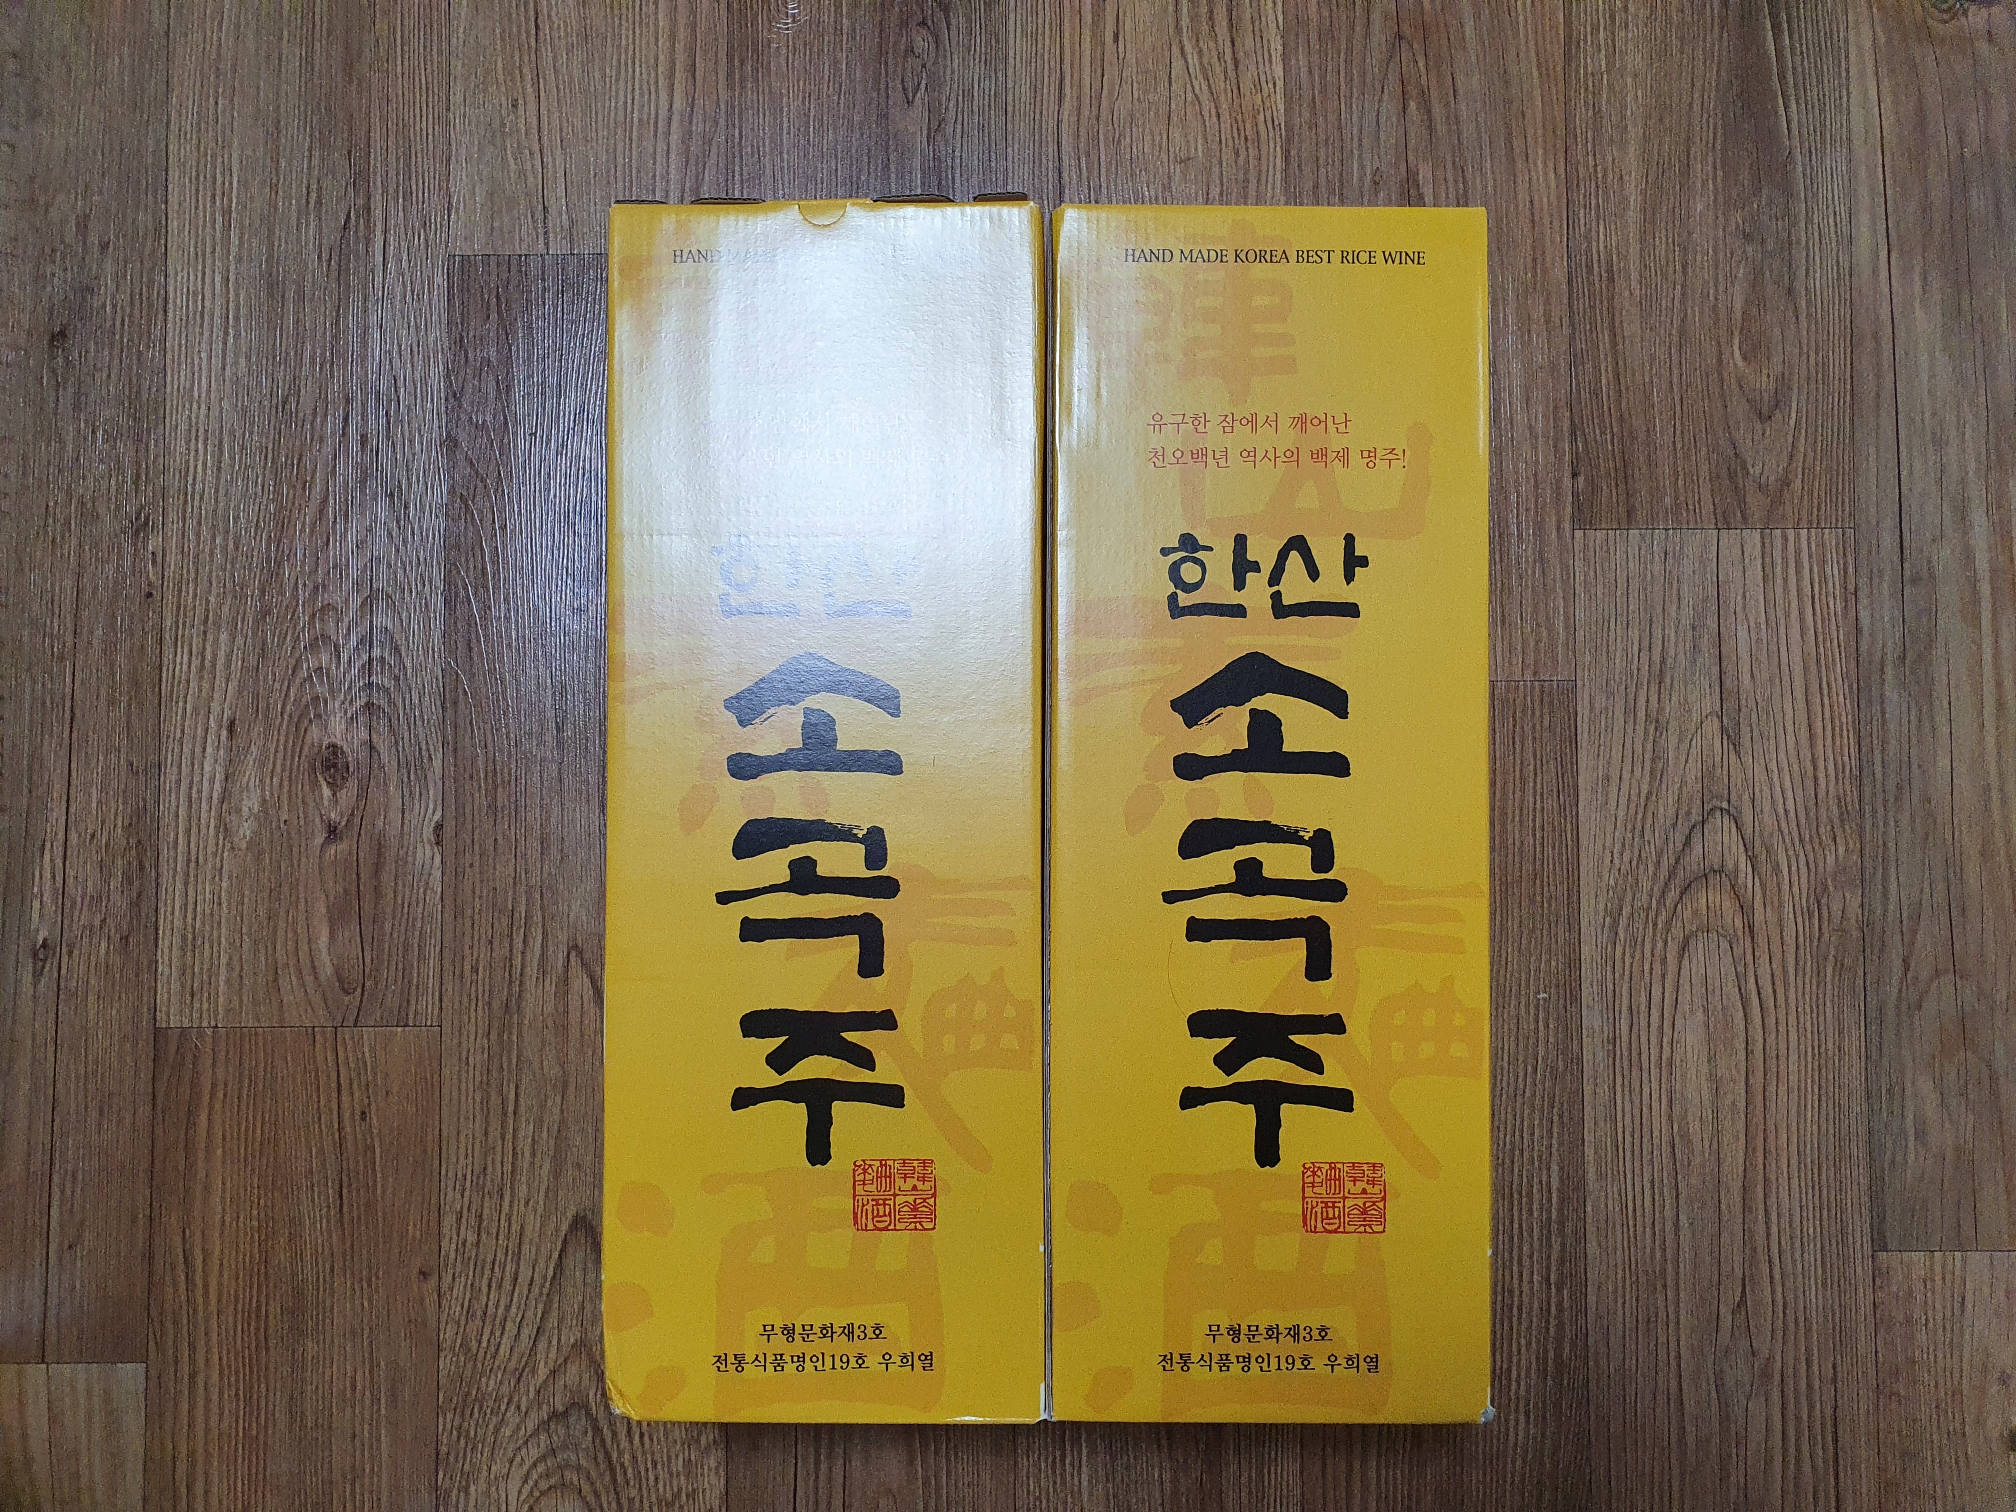 HAND
한산
소
곡
주
무형문화재3호
전통식품명인19호 우희열
HAND MADE KOREA BEST RICE WINE
유구한 잠에서 깨어난
천오백년 역사의 백제 명주!
한산
소
곡
주
무형문화재3호
전통식품명인19호 우희열